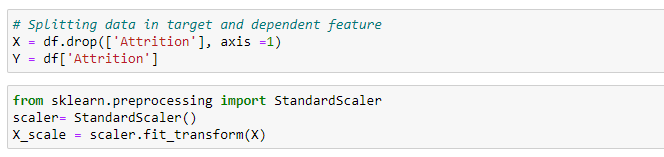 # Splitting data in target and dependent feature
X = df.drop(['Attrition'], axis =1)
Y = df['Attrition']
from sklearn.preprocessing import StandardScaler
scaler= StandardScaler()
X_scale = scaler.fit_transform(X)